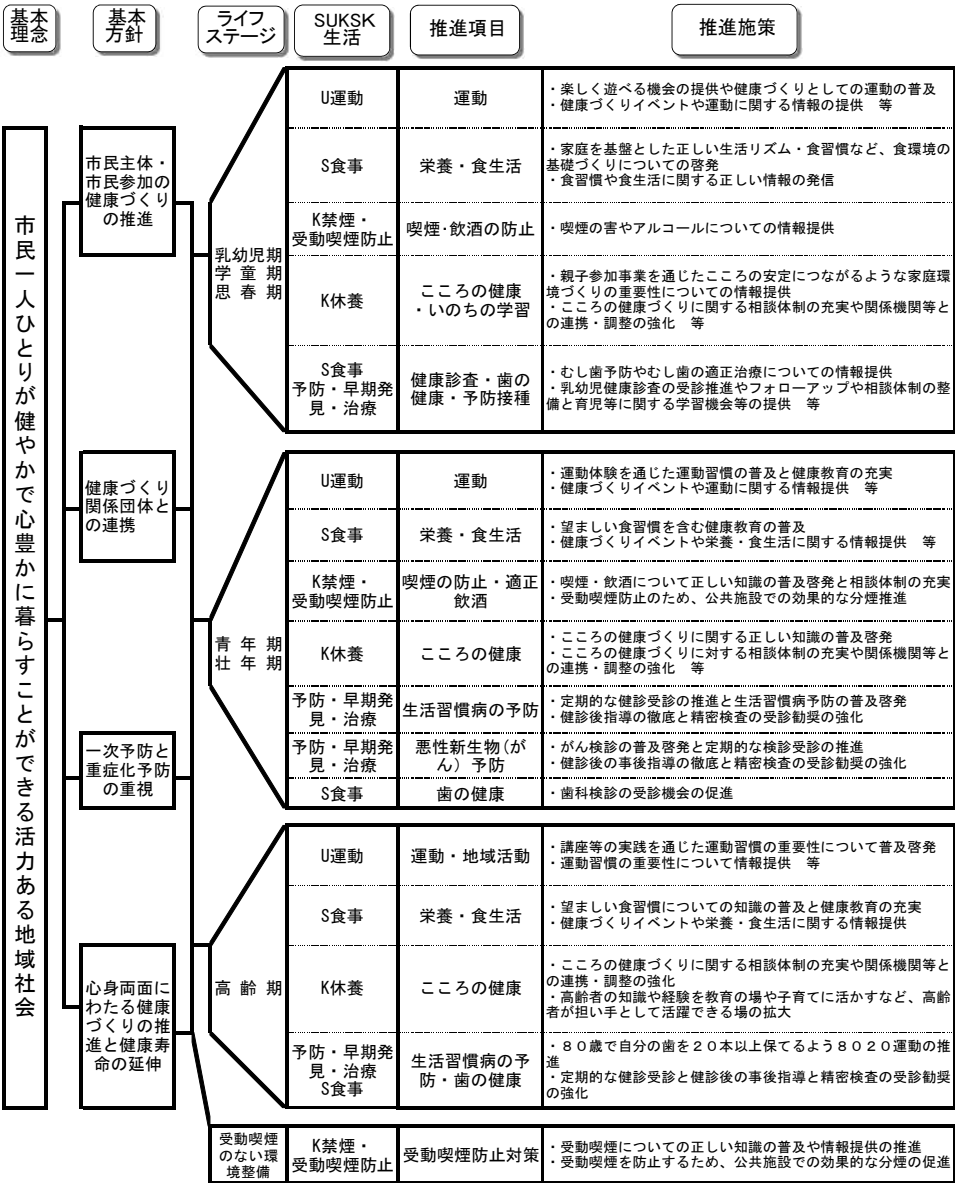 基本
理念
基本
方針
ライフ
ステージ
SUKSK
生活
推進項目
推進施策
市民一人ひとりが健やかで心豊かに暮らすことができる活力ある地域社会
市民主体・
市民参加の
健康づくり
の推進
健康づくり
関係団体と
の連携
一次予防と
重症化予防
の重視
心身両面に
わたる健康
づくりの推
進と健康寿
命の延伸
乳幼児期
学童期
思春期
U運動
運動
・楽しく遊べる機会の提供や健康づくりとしての運動の普及
・健康づくりイベントや運動に関する情報の提供　等
S食事
栄養・食生活
・家庭を基盤とした正しい生活リズム・食習慣など、食環境の
基礎づくりについての啓発
・食習慣や食生活に関する正しい情報の発信
K禁煙・
受動喫煙防止
喫煙・飲酒の防止
・喫煙の害やアルコールについての情報提供
K休養
こころの健康
・いのちの学習
・親子参加事業を通じたこころの安定につながるような家庭環
境づくりの重要性についての情報提供
・こころの健康づくりに関する相談体制の充実や関係機関等と
の連携・調整の強化　等
S食事
予防・早期発
見・治療
健康診査・歯の
健康・予防接種
・むし歯予防やむし歯の適正治療についての情報提供
・乳幼児健康診査の受診推進やフォローアップや相談体制の整
備と育児等に関する学習機会等の提供　等
青年期
壮年期
U運動
運動
・運動体験を通じた運動習慣の普及と健康教育の充実
・健康づくりイベントや運動に関する情報提供　等
S食事
栄養・食生活
・望ましい食習慣を含む健康教育の普及
・健康づくりイベントや栄養・食生活に関する情報提供　等
K禁煙・
受動喫煙防止
喫煙の防止・適正
飲酒
・喫煙・飲酒について正しい知識の普及啓発と相談体制の充実
・受動喫煙防止のため、公共施設での効果的な分煙推進
K休養
こころの健康
・こころの健康づくりに関する正しい知識の普及啓発
・こころの健康づくりに対する相談体制の充実や関係機関等と
の連携・調整の強化　等
予防・早期発
見・治療
生活習慣病の予防
・定期的な健診受診の推進と生活習慣病予防の普及啓発
・健診後指導の徹底と精密検査の受診勧奨の強化
予防・早期発
見・治療
悪性新生物(が
ん）予防
・がん検診の普及啓発と定期的な検診受診の推進
・健診後の事後指導の徹底と精密検査の受診勧奨の強化
S食事
歯の健康
・歯科検診の受診機会の促進
高齢期
U運動
運動・地域活動
・講座等の実践を通じた運動習慣の重要性について普及啓発
・運動習慣の重要性について情報提供　等
S食事
栄養・食生活
・望ましい食習慣についての知識の普及と健康教育の充実
・健康づくりイベントや栄養・食生活に関する情報提供
K休養
こころの健康
・こころの健康づくりに関する相談体制の充実や関係機関等と
の連携・調整の強化
・高齢者の知識や経験を教育の場や子育てに活かすなど、高齢
者が担い手として活躍できる場の拡大
予防・早期発
見・治療
S食事
生活習慣病の予
防・歯の健康
・８０歳で自分の歯を２０本以上保てるよう８０２０運動の推
進
・定期的な健診受診と健診後の事後指導と精密検査の受診勧奨
の強化
受動喫煙
のない環
境整備
K禁煙・
受動喫煙防止
受動喫煙防止対策
・受動喫煙についての正しい知識の普及や情報提供の推進
・受動喫煙を防止するため、公共施設での効果的な分煙の促進